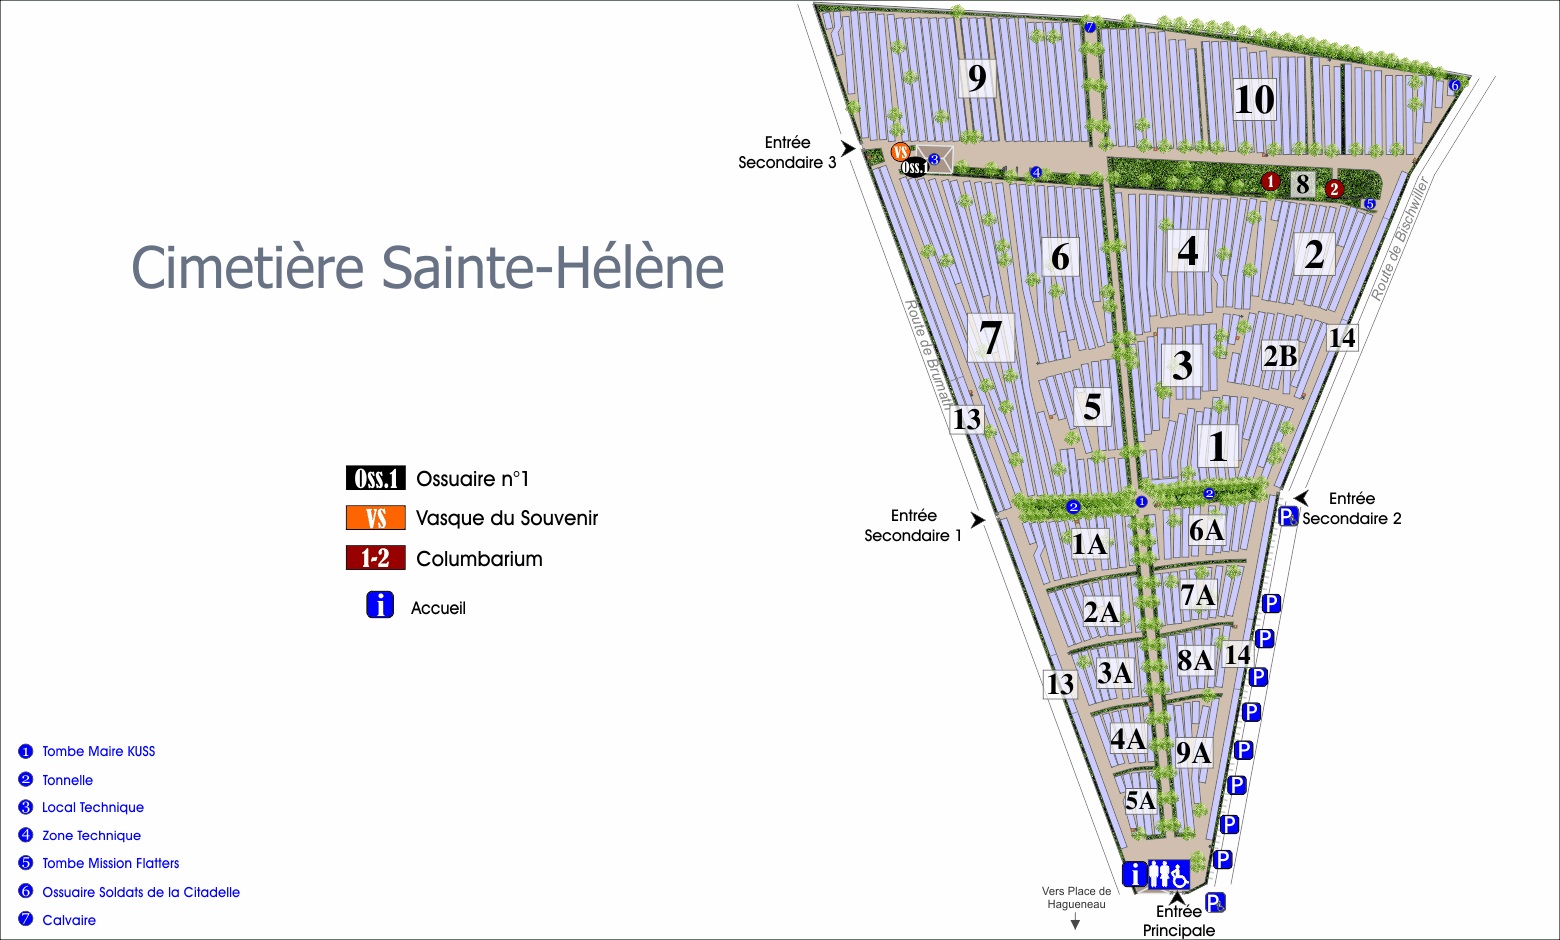 Cimetière Sainte-Hélène
Oss.1 Ossuaire n°1
VS Vasque du Souvenir
1-2 Columbarium
i Accueil
1 Tombe Maire KUSS
2 Tonnelle
3 Local Technique
4 Zone Technique
5 Tombe Mission Flatters
6 Ossuaire Soldats de la Citadelle
7 Calvaire
7
9
10
6
Entrée
Secondaire 3
VS
Oss.1
3
4
1
8
2
5
Route de Bischwiller
6
4
2
7
Route de Brumath
14
3
2B
5
13
1
Entrée
Secondaire 1
2
1
2
Entrée
Secondaire 2
P
1A
6A
2A
7A
P
P
3A
8A
14
13
P
P
4A
9A
P
P
5A
P
P
i
P
Vers Place de
Hagueneau
Entrée
Principale